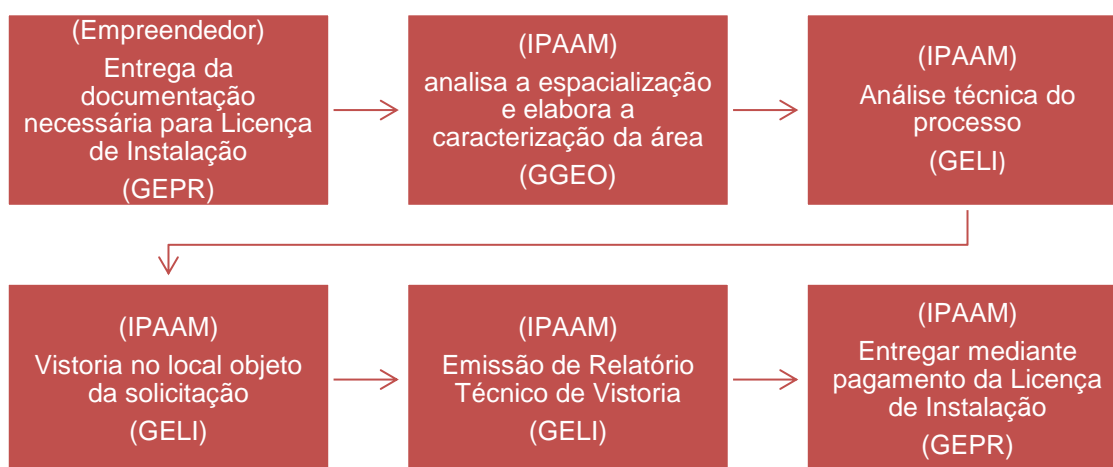 (Empreendedor)
Entrega da
documentação
necessária para Licença
de Instalação
(GEPR)
(IPAAM)
analisa a espacialização
e elabora a
caracterização da área
(GGEO)
(IPAAM)
Análise técnica do
processo
(GELI)
(IPAAM)
Vistoria no local objeto
da solicitação
(GELI)
(IPAAM)
Emissão de Relatório
Técnico de Vistoria
(GELI)
(IPAAM)
Entregar mediante
pagamento da Licença
de Instalação
(GEPR)